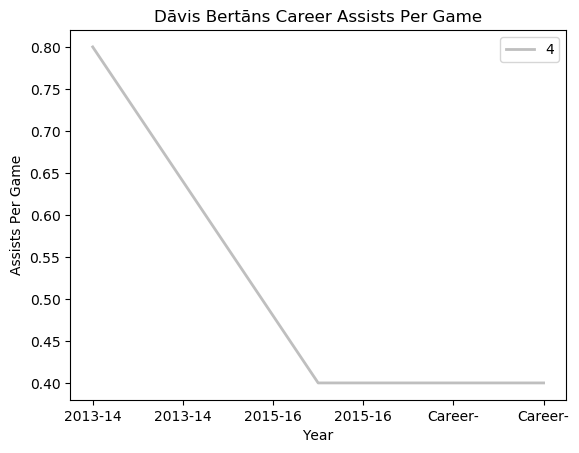 Dāvis Bertāns Career Assists Per Game
4
Assists Per Game
0.80
0.75
0.70
0.65
0.60
0.55
0.50
0.45
0.40
2013-14 2013-14 2015-16 2015-16 Career- Career-
Year